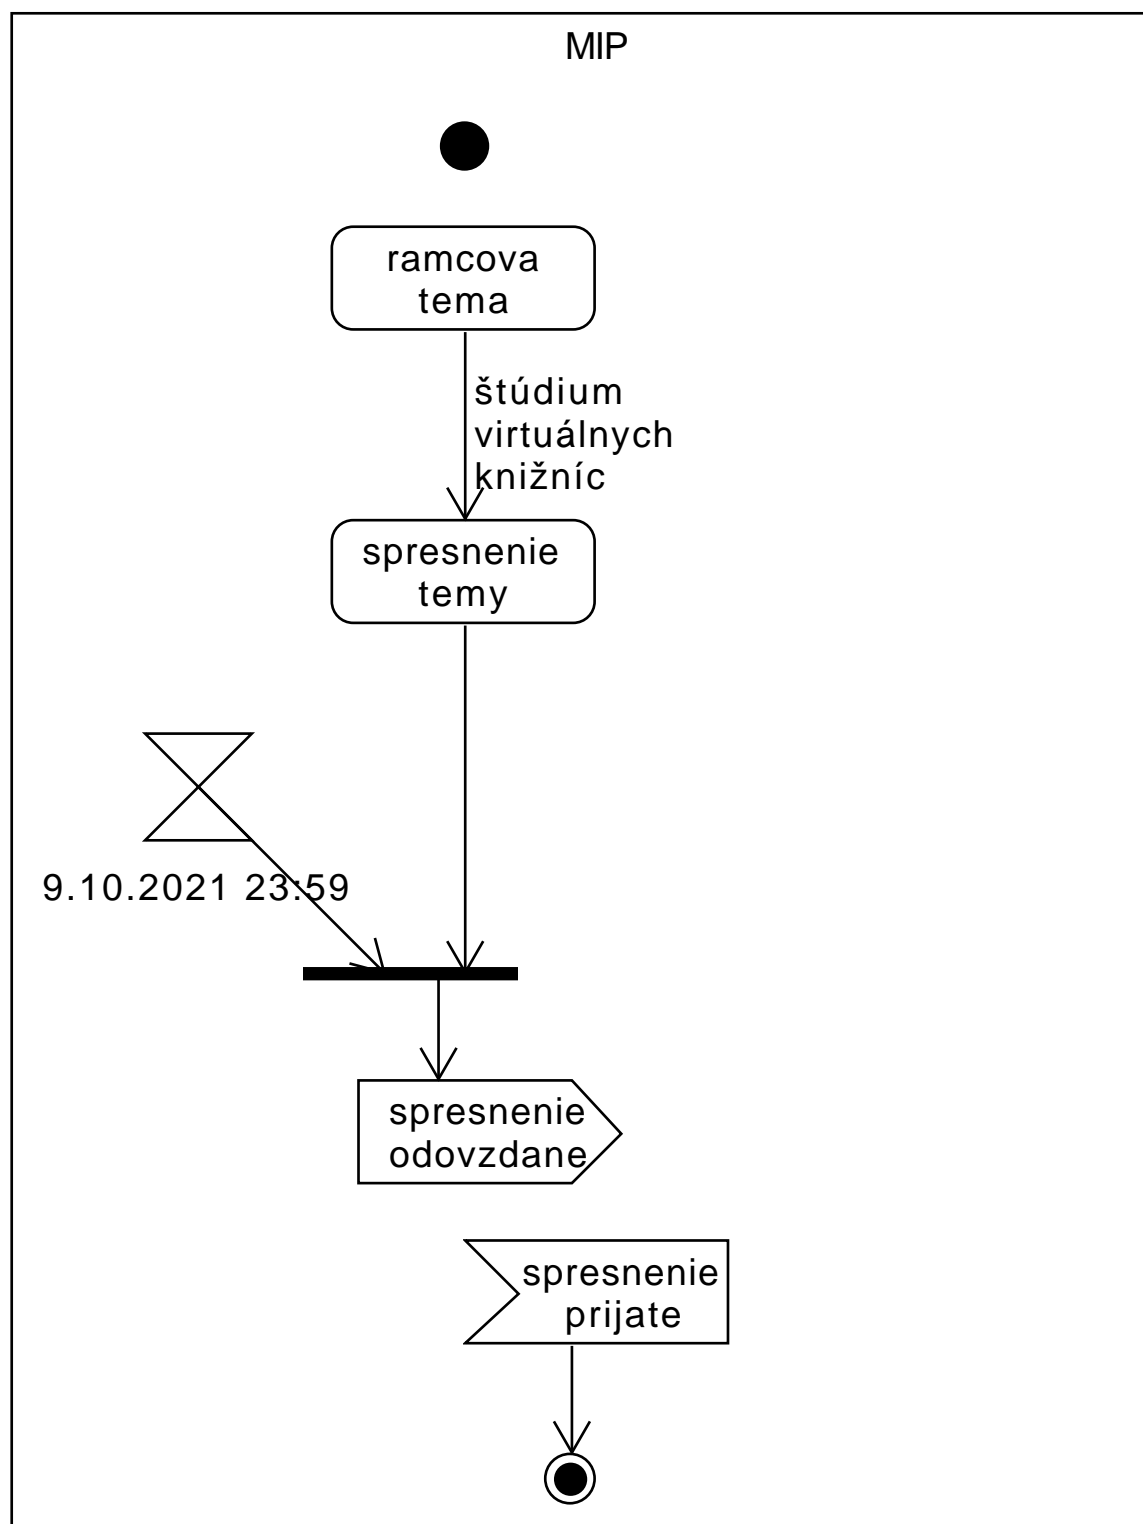 MIP
ramcova
tema
štúdium
virtuálnych
knižníc
spresnenie
temy
9.10.2021 23:59
spresnenie
odovzdane
spresnenie
prijate